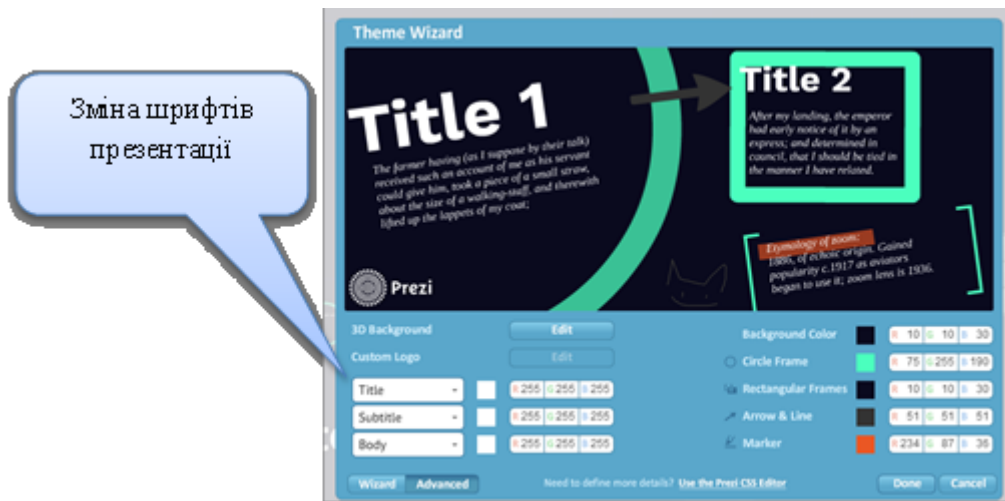 Theme Wizard
Зміна шрифтів
презентації
Title 1
The former having (as I suppose by their talk)
received such an account of me as his servant
could give him, took a piece of a small straw,
about the size of a walking-staff, and therewith
lifted up the lappets of my coat;
Title 2
After my landing, the emperor
had early notice of it by an
express; and determined in
council, that I should be tied in
the manner I have related.
Etymology of zoom:
1886, of echoic origin. Gained
popularity c.1917 as aviators
began to use it; zoom lens is 1936.
Prezi
3D Background Edit
Custom Logo Edit
Title R 255 G 255 B 255
Subtitle R 255 G 255 B 255
Body R 255 G 255 B 255
Background Color R 10 G 10 B 30
Circle Frame R 75 G 255 B 190
Rectangular Frames R 10 G 10 B 30
Arrow & Line R 51 G 51 B 51
Marker R 234 G 87 B 36
Wizard Advanced
Need to define more details? Use the Prezi CSS Editor
Done Cancel